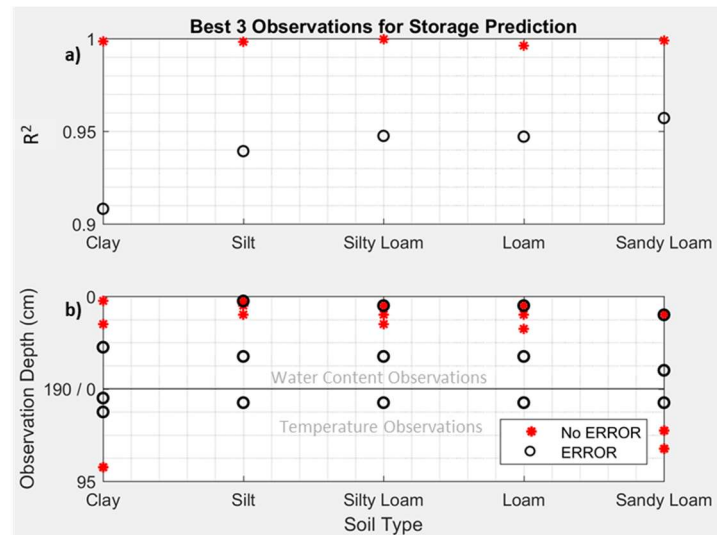 Best 3 Observations for Storage Prediction
a)
1
0.95
0.9
R2
Clay Silt Silty Loam Loam Sandy Loam
b)
0
190 / 0
95
Observation Depth (cm)
Water Content Observations
Temperature Observations
No ERROR
ERROR
Clay Silt Silty Loam Loam Sandy Loam
Soil Type